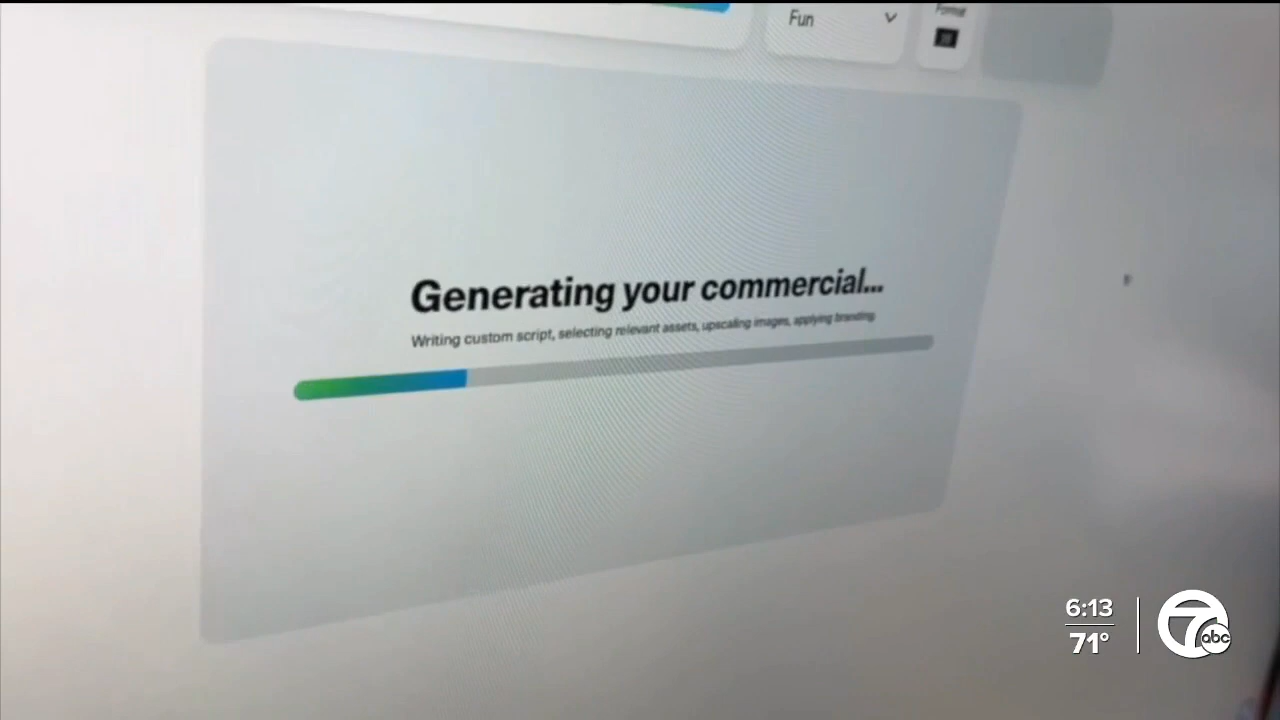 Fun
Format
Generating your commercial...
Writing custom script, selecting relevant assets, upscaling images, applying branding.
6:13
71°
7
abc